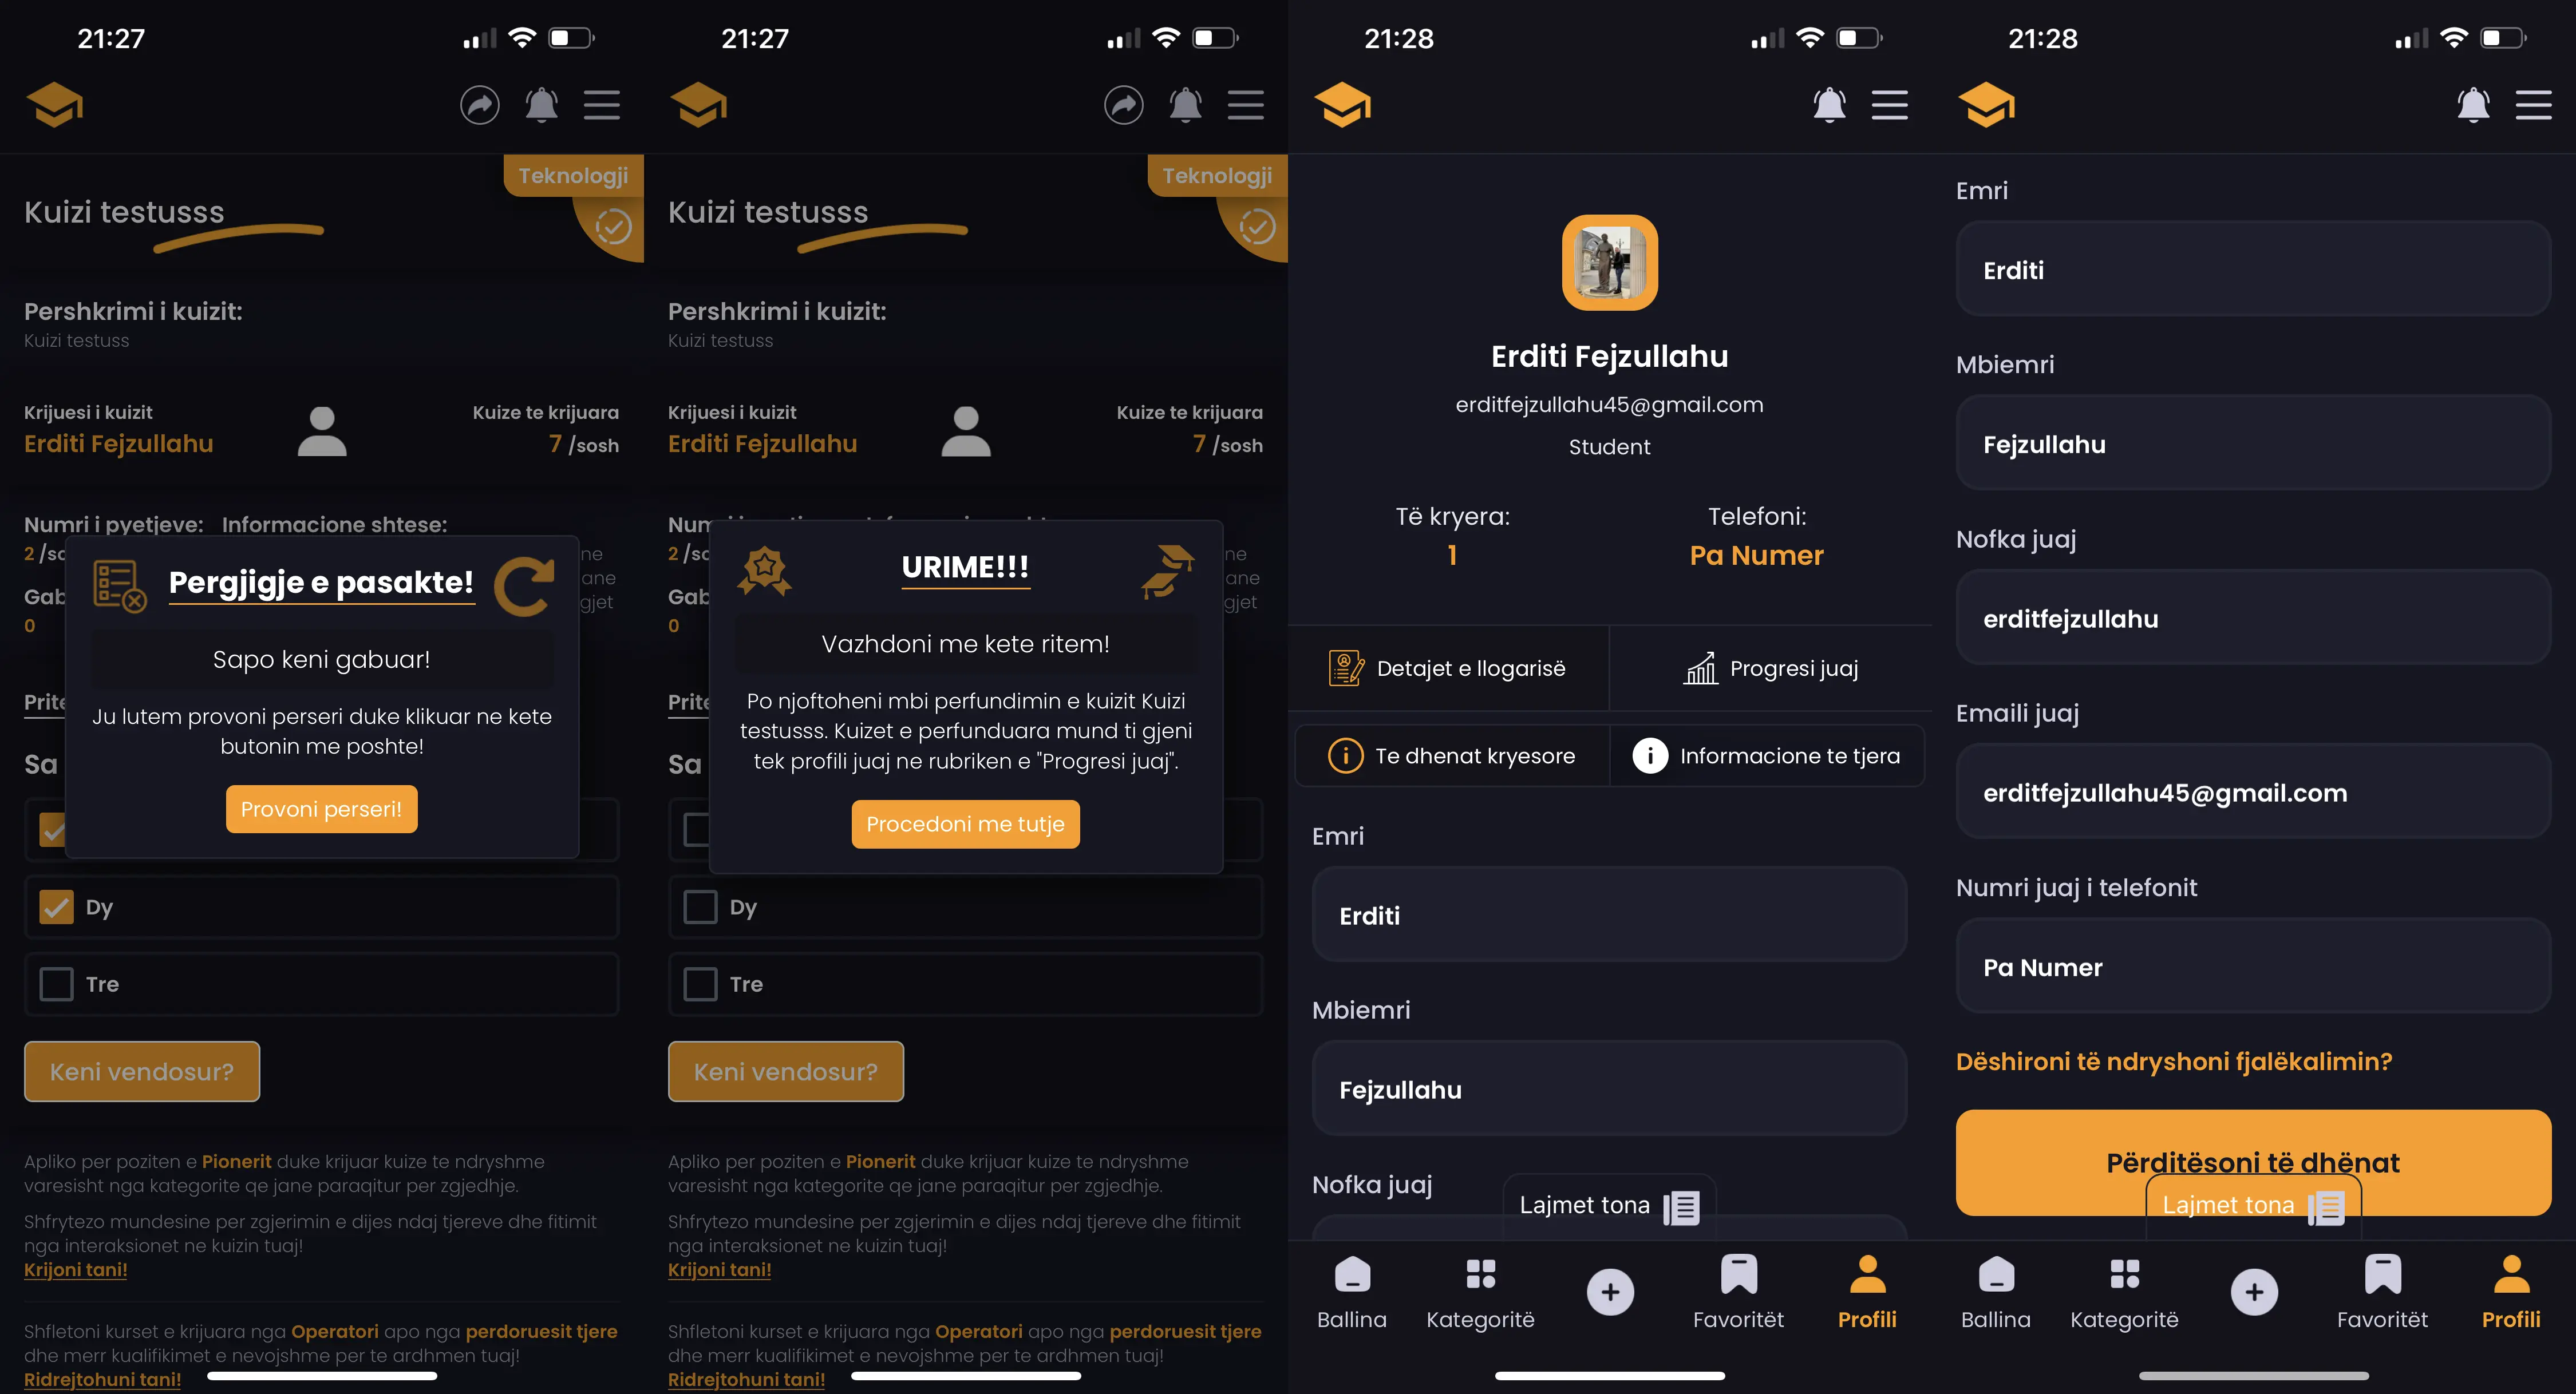 21:27
Teknologji
Kuizi testusss
Pershkrimi i kuizit:
Kuizi testuss
Krijuesi i kuizit
Kuize te krijuara
Erditi Fejzullahu
7 /sosh
Numri i pyetjeve: Informacione shtese:
2 /so
ne
ane
Gab
gjet
0
Pergjigje e pasakte!
Sapo keni gabuar!
Ju lutem provoni perseri duke klikuar ne kete
butonin me poshte!
Provoni perseri!
Prite
Sa
Dy
Tre
Keni vendosur?
Apliko per poziten e Pionerit duke krijuar kuize te ndryshme
varesisht nga kategorite qe jane paraqitur per zgjedhje.
Shfrytezo mundesine per zgjerimin e dijes ndaj tjereve dhe fitimit
nga interaksionet ne kuizin tuaj!
Krijoni tani!
Shfletoni kurset e krijuara nga Operatori apo nga perdoruesit tjere
dhe merr kualifikimet e nevojshme per te ardhmen tuaj!
Ridrejtohuni tani!
21:27
Teknologji
Kuizi testusss
Pershkrimi i kuizit:
Kuizi testuss
Krijuesi i kuizit
Kuize te krijuara
Erditi Fejzullahu
7 /sosh
2 /so
ne
ane
Gab
gjet
0
URIME!!!
Vazhdoni me kete ritem!
Po njoftoheni mbi perfundimin e kuizit Kuizi
testusss. Kuizet e perfunduara mund ti gjeni
tek profili juaj ne rubriken e "Progresi juaj".
Procedoni me tutje
Prite
Sa
Dy
Tre
Keni vendosur?
Apliko per poziten e Pionerit duke krijuar kuize te ndryshme
varesisht nga kategorite qe jane paraqitur per zgjedhje.
Shfrytezo mundesine per zgjerimin e dijes ndaj tjereve dhe fitimit
nga interaksionet ne kuizin tuaj!
Krijoni tani!
Shfletoni kurset e krijuara nga Operatori apo nga perdoruesit tjere
dhe merr kualifikimet e nevojshme per te ardhmen tuaj!
Ridrejtohuni tani!
21:28
Erditi Fejzullahu
erditfejzullahu45@gmail.com
Student
Të kryera:
1
Telefoni:
Pa Numer
Detajet e llogarisë
Progresi juaj
Te dhenat kryesore
Informacione te tjera
Emri
Erditi
Mbiemri
Fejzullahu
Nofka juaj
Lajmet tona
Ballina
Kategoritë
Favoritët
Profili
21:28
Emri
Erditi
Mbiemri
Fejzullahu
Nofka juaj
erditfejzullahu
Emaili juaj
erditfejzullahu45@gmail.com
Numri juaj i telefonit
Pa Numer
Dëshironi të ndryshoni fjalëkalimin?
Përditësoni të dhënat
Lajmet tona
Ballina
Kategoritë
Favoritët
Profili